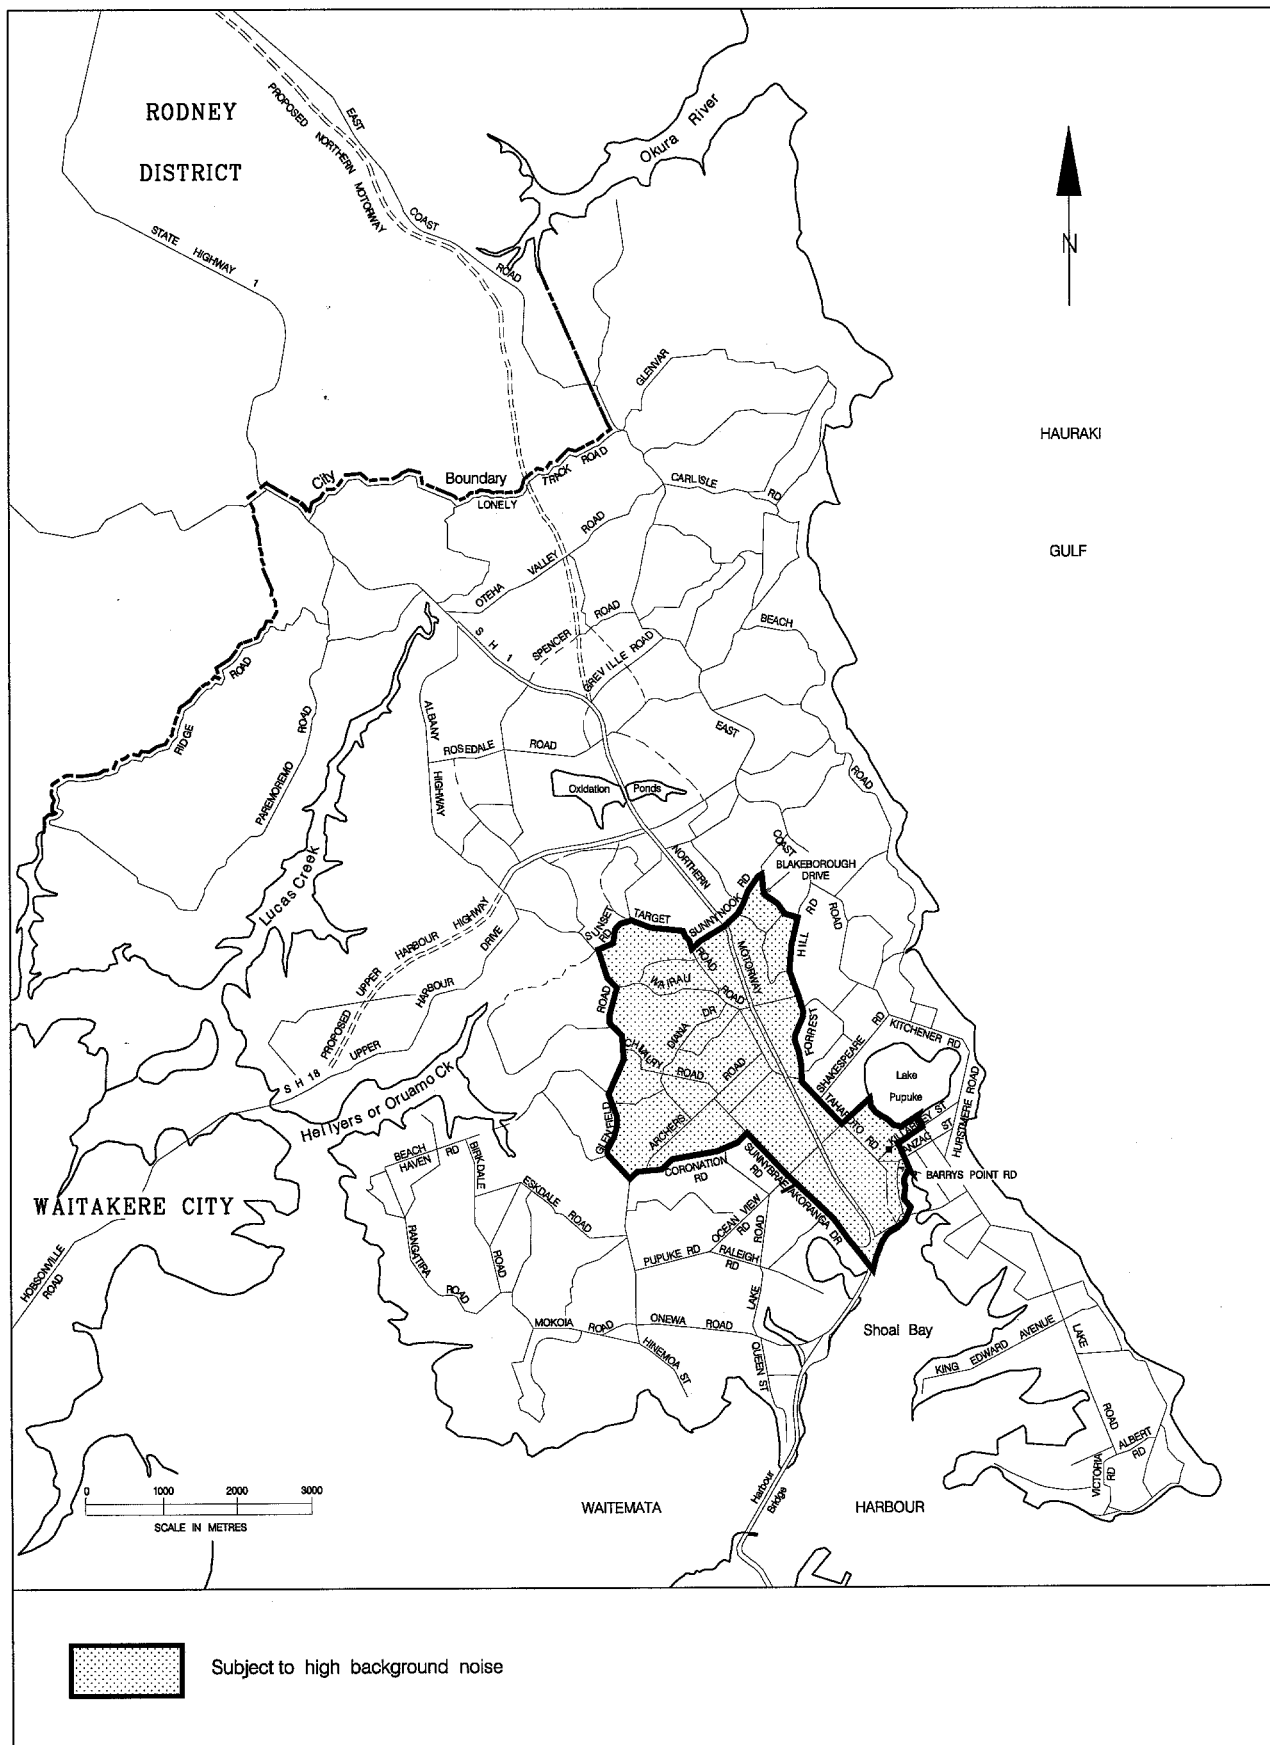 RODNEY
DISTRICT
PROPOSED NORTHERN MOTORWAY
EAST
COAST
ROAD
Okura River
STATE HIGHWAY 1
N
GLENVAR
HAURAKI
GULF
City Boundary
LONELY TRACK ROAD
CARLISLE RD
OTEHA VALLEY ROAD
BEACH
S H 1
SPENCER ROAD
GREVILLE ROAD
RIDGE ROAD
PAREMOREMO ROAD
ALBANY
HIGHWAY
ROSEDALE ROAD
EAST
ROAD
Oxidation Ponds
COAST
BLAKEBOROUGH
DRIVE
ROAD
Lucas Creek
NORTHERN
MOTORWAY
SUNSET
RD
TARGET
ROAD
SUNNYNOOK RD
HILL RD
FORREST
PROPOSED UPPER HARBOUR HIGHWAY
UPPER HARBOUR DRIVE
S H 18
WAIRAU
ROAD
DIANA DR
CHIVALRY
ROAD
ARCHERS
ROAD
GLENFIELD
ROAD
SHAKESPEARE RD
KITCHENER RD
Lake
Pupuke
TAHAROTO RD
KILLARNEY ST
ANZAC ST
HURSTMERE ROAD
BARRYS POINT RD
Hellyers or Oruamo Ck
BEACH
HAVEN RD
BIRKDALE
ROAD
ESKDALE
ROAD
RANGATIRA
ROAD
CORONATION
RD
SUNNYBRAE
RD
AKORANGA DR
OCEAN VIEW
RD
PUPUKE RD
RALEIGH
RD
LAKE
ROAD
WAITAKERE CITY
HOBSONVILLE
ROAD
MOKOIA ROAD
ONEWA ROAD
HINEMOA ST
QUEEN ST
Shoal Bay
KING EDWARD AVENUE
LAKE
ROAD
ALBERT
RD
VICTORIA
RD
0 1000 2000 3000
SCALE IN METRES
WAITEMATA
Harbour
Bridge
HARBOUR
Subject to high background noise